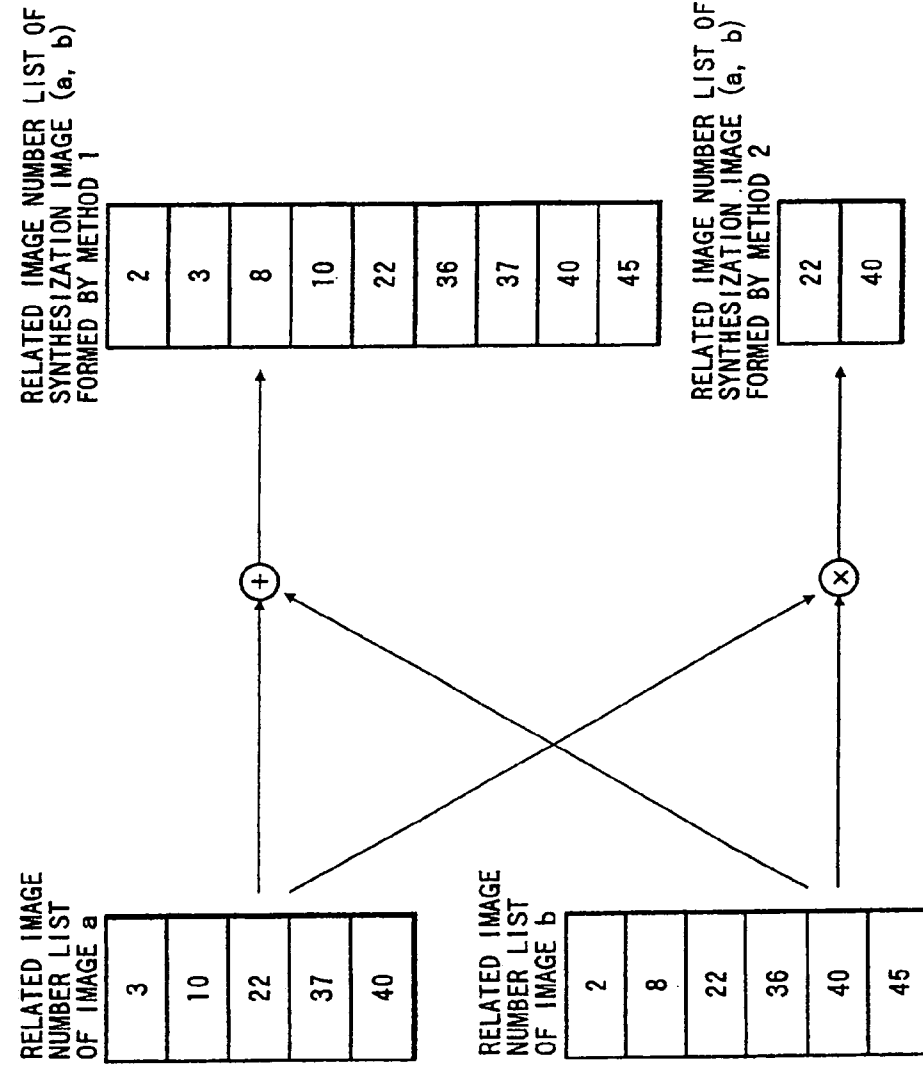 RELATED IMAGE
NUMBER LIST
OF IMAGE a
3
10
22
37
40
RELATED IMAGE
NUMBER LIST
OF IMAGE b
2
8
22
36
40
45
+
×
RELATED IMAGE NUMBER LIST OF
SYNTHESIZATION IMAGE (a, b)
FORMED BY METHOD 1
2
3
8
10
22
36
37
40
45
RELATED IMAGE NUMBER LIST OF
SYNTHESIZATION IMAGE (a, b)
FORMED BY METHOD 2
22
40